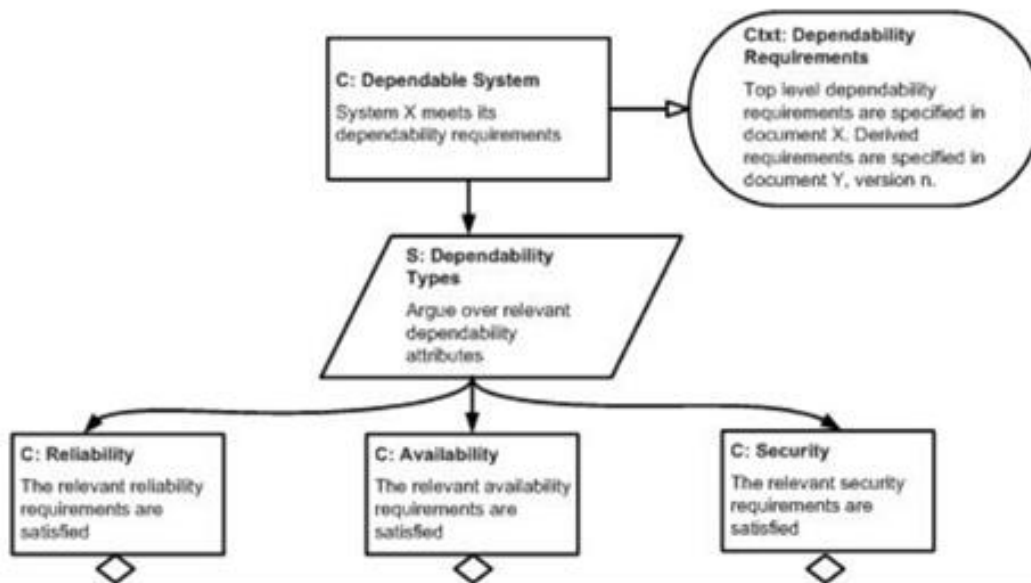 C: Dependable System
System X meets its
dependability requirements
Ctxt: Dependability
Requirements
Top level dependability
requirements are specified in
document X. Derived
requirements are specified in
document Y, version n.
S: Dependability
Types
Argue over relevant
dependability
attributes
C: Reliability
The relevant reliability
requirements are
satisfied
C: Availability
The relevant availability
requirements are
satisfied
C: Security
The relevant security
requirements are
satisfied